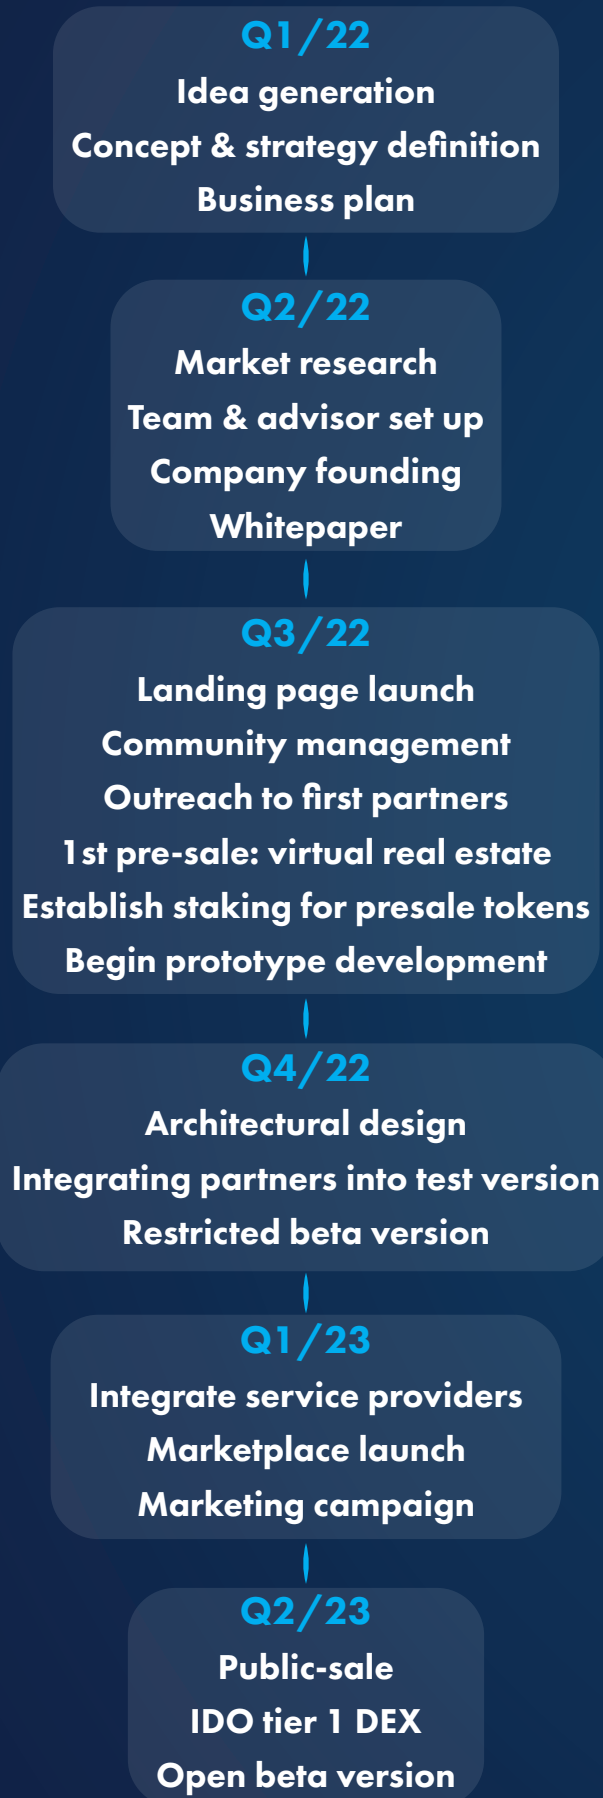 Q1/22
Idea generation
Concept & strategy definition
Business plan
Q2/22
Market research
Team & advisor set up
Company founding
Whitepaper
Q3/22
Landing page launch
Community management
Outreach to first partners
1st pre-sale: virtual real estate
Establish staking for presale tokens
Begin prototype development
Q4/22
Architectural design
Integrating partners into test version
Restricted beta version
Q1/23
Integrate service providers
Marketplace launch
Marketing campaign
Q2/23
Public-sale
IDO tier 1 DEX
Open beta version